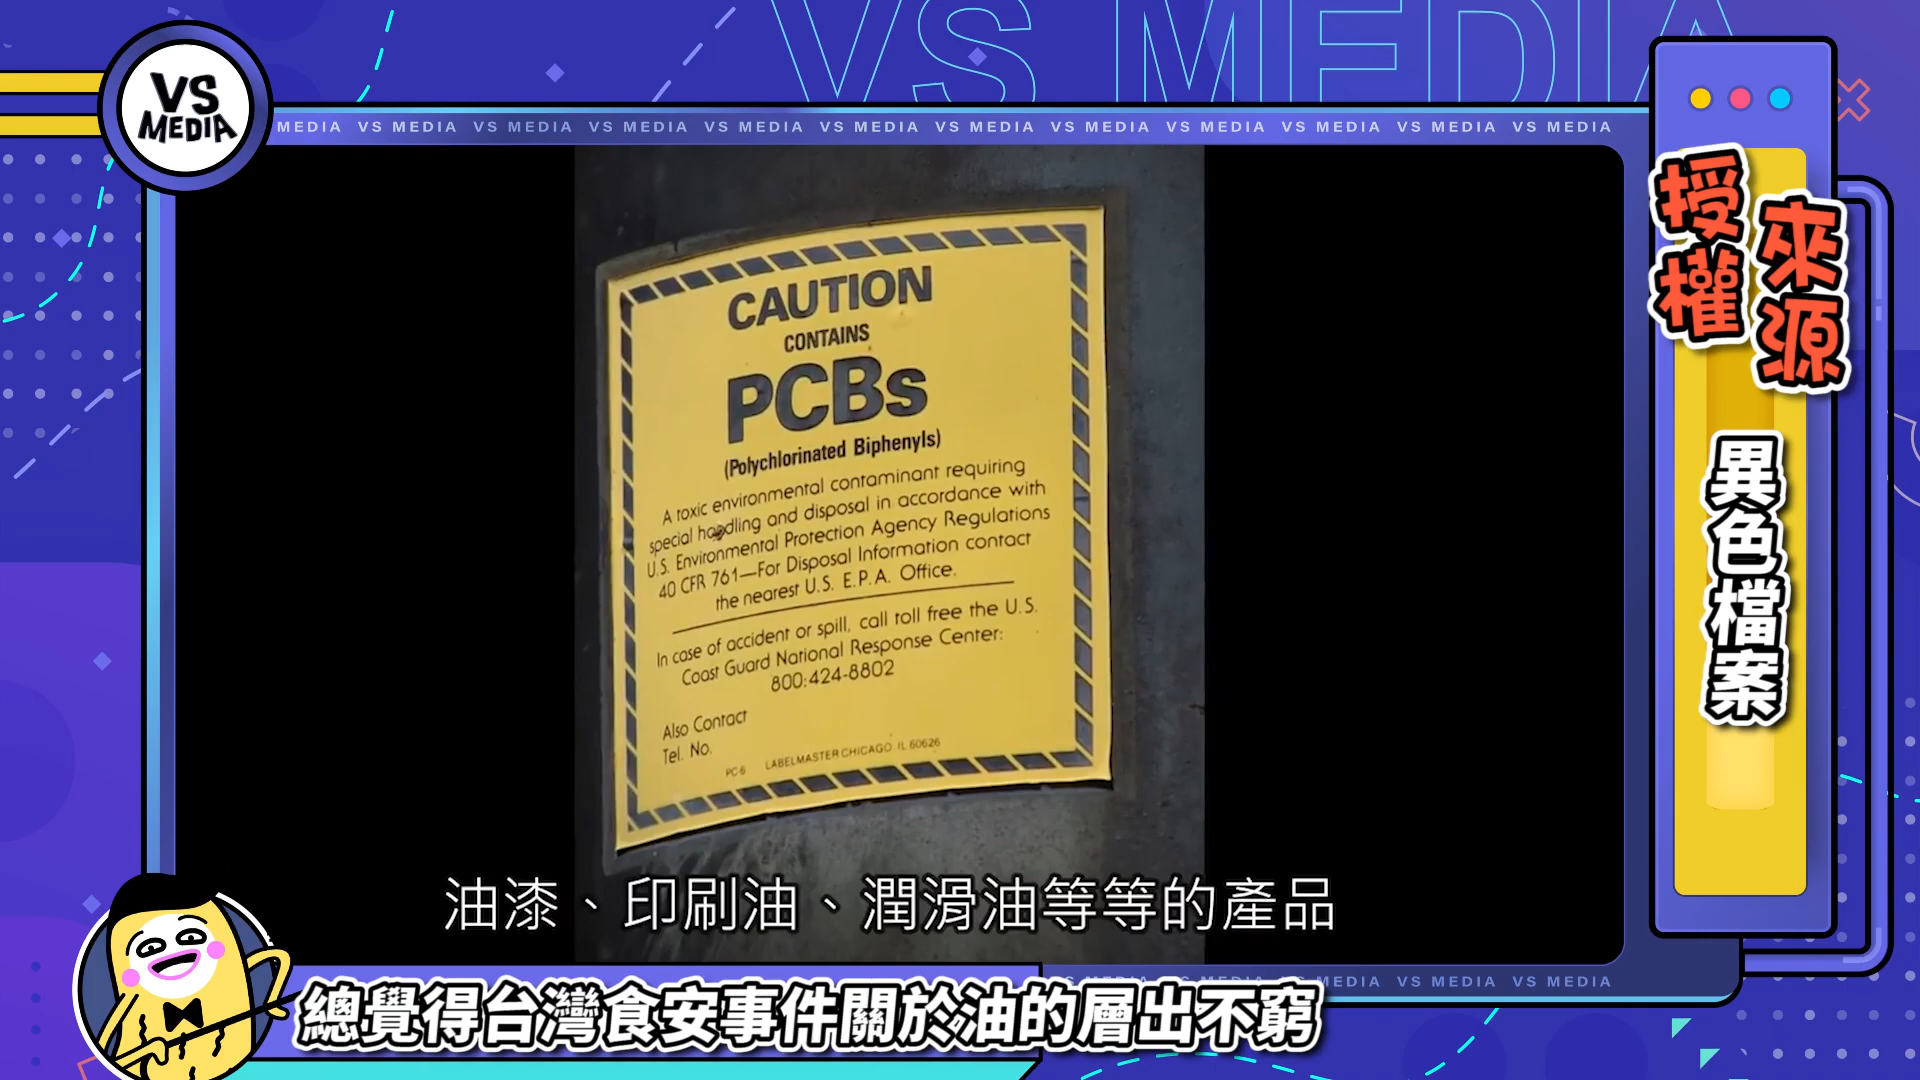 VS MEDIA
VS
MEDIA
MEDIA VS MEDIA VS MEDIA VS MEDIA VS MEDIA VS MEDIA VS MEDIA VS MEDIA VS MEDIA VS MEDIA VS MEDIA VS MEDIA
來源
授權
異色檔案
CAUTION
CONTAINS
PCBs
(Polychlorinated Biphenyls)
A toxic environmental contaminant requiring
special handling and disposal in accordance with
U.S. Environmental Protection Agency Regulations
40 CFR 761—For Disposal Information contact
the nearest U.S. E.P.A. Office.
In case of accident or spill, call toll free the U.S.
Coast Guard National Response Center:
800:424-8802
Also Contact
Tel. No.
PC-6 LABELMASTER CHICAGO, IL 60626
油漆、印刷油、潤滑油等等的產品
VS MEDIA VS MEDIA VS MEDIA
總覺得台灣食安事件關於油的層出不窮